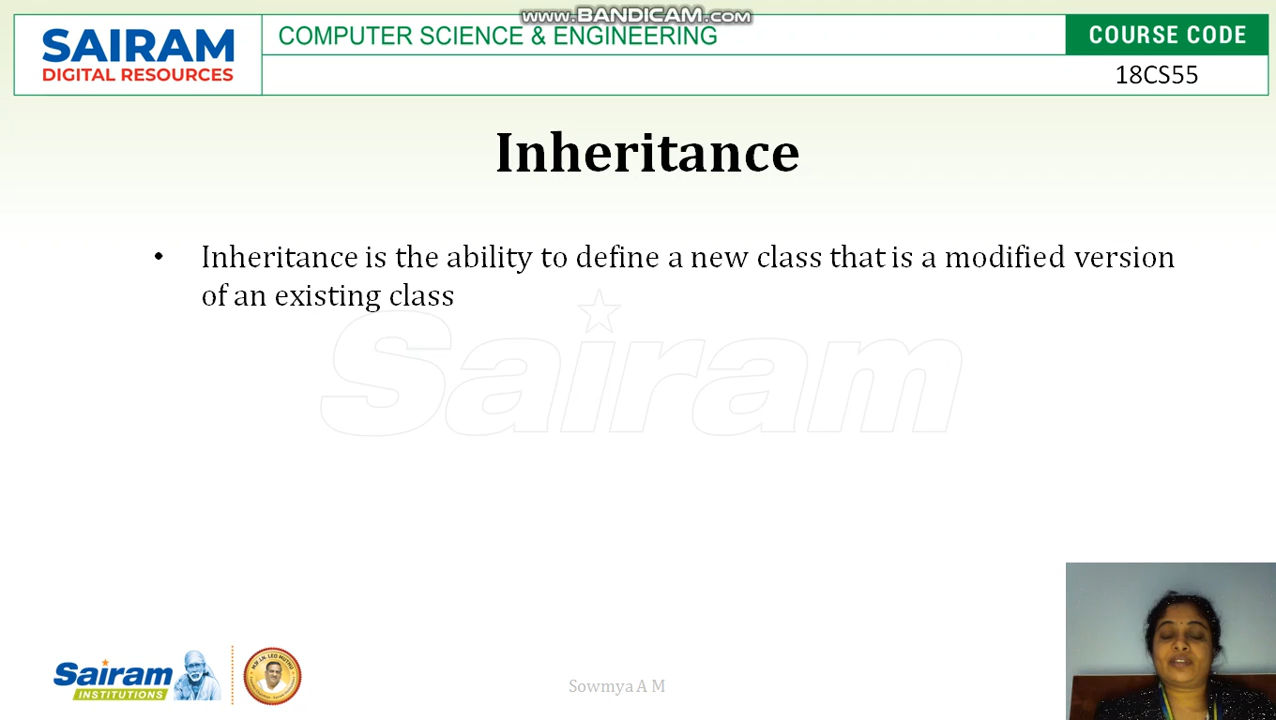 www.BANDICAM.com
SAIRAM
DIGITAL RESOURCES
COMPUTER SCIENCE & ENGINEERING
COURSE CODE
18CS55
Inheritance
• Inheritance is the ability to define a new class that is a modified version
of an existing class
Sairam
Sairam
INSTITUTIONS
Sowmya A M